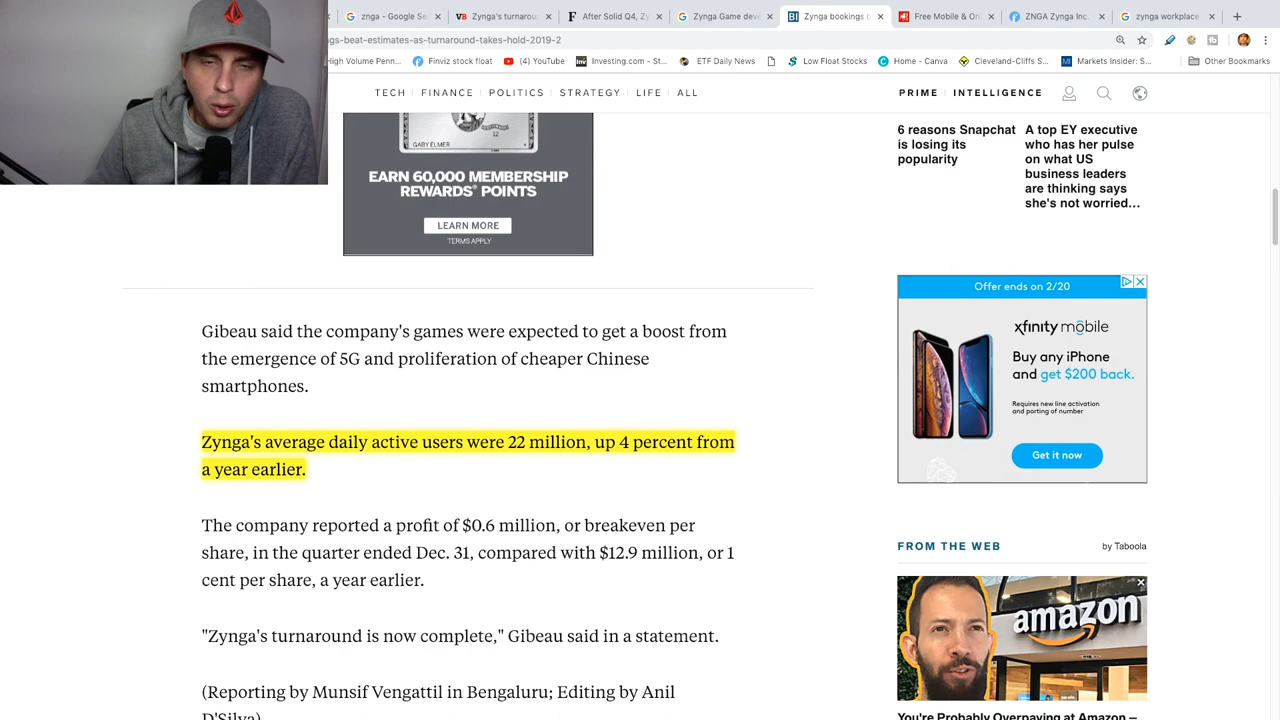 znga - Google Se
Zynga's turnarou
After Solid Q4, Zy
Zynga Game dev
Zynga bookings b
Free Mobile & On
ZNGA Zynga Inc.
zynga workplace
gs-beat-estimates-as-turnaround-takes-hold-2019-2
High Volume Penn...
Finviz stock float
(4) YouTube
Investing.com - St...
ETF Daily News
Low Float Stocks
Home - Canva
Cleveland-Cliffs S...
Markets Insider: S...
Other Bookmarks
TECH
FINANCE
POLITICS
STRATEGY
LIFE
ALL
PRIME
INTELLIGENCE
GABY ELMER
EARN 60,000 MEMBERSHIP
REWARDS® POINTS
LEARN MORE
TERMS APPLY
6 reasons Snapchat
is losing its
popularity
A top EY executive
who has her pulse
on what US
business leaders
are thinking says
she's not worried...
Gibeau said the company's games were expected to get a boost from
the emergence of 5G and proliferation of cheaper Chinese
smartphones.
Zynga's average daily active users were 22 million, up 4 percent from
a year earlier.
The company reported a profit of $0.6 million, or breakeven per
share, in the quarter ended Dec. 31, compared with $12.9 million, or 1
cent per share, a year earlier.
"Zynga's turnaround is now complete," Gibeau said in a statement.
(Reporting by Munsif Vengattil in Bengaluru; Editing by Anil
D'Silva)
Offer ends on 2/20
xfinity mobile
Buy any iPhone
and get $200 back.
Requires new line activation
and porting of number
Get it now
FROM THE WEB
by Taboola
amazon
You're Probably Overpaying at Amazon –